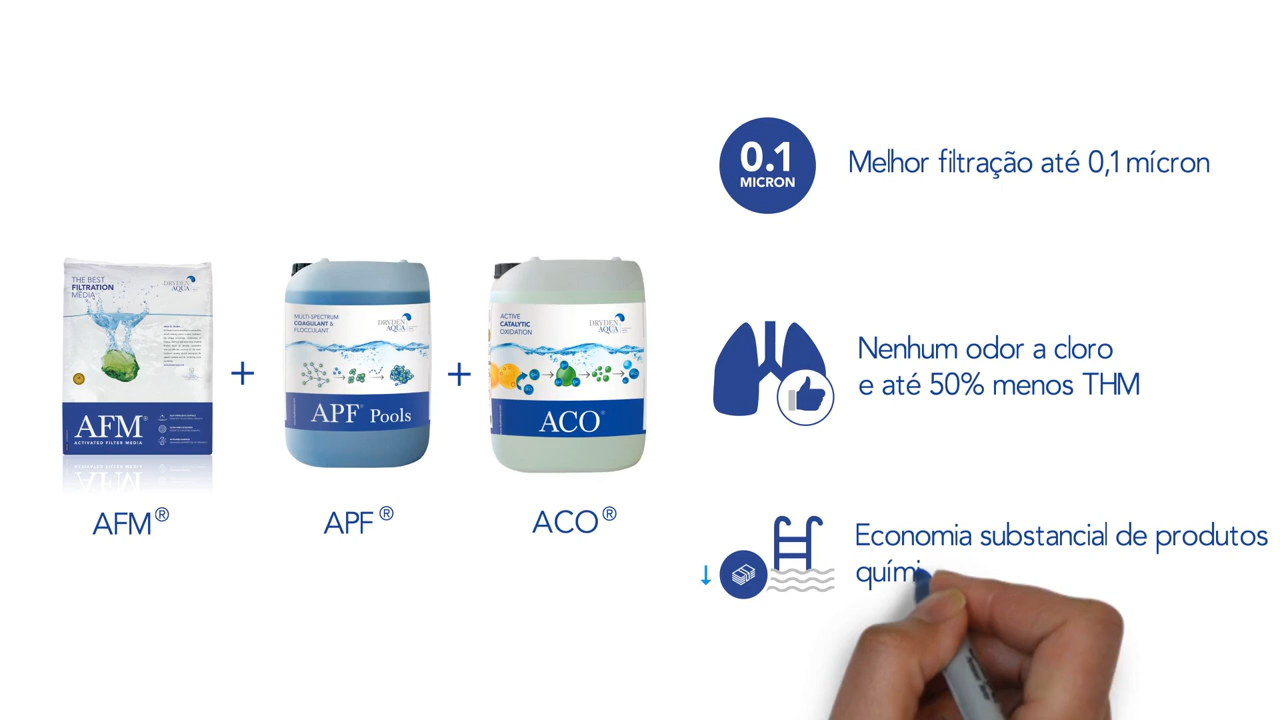 THE BEST
FILTRATION
MEDIA
DRYDEN
AQUA
AFM®
ACTIVATED FILTER MEDIA
AFM®
+
MULTI-SPECTRUM
COAGULANT &
FLOCCULANT
DRYDEN
AQUA
APF® Pools
APF®
+
ACTIVE
CATALYTIC
OXIDATION
DRYDEN
AQUA
ACO®
ACO®
0.1
MICRON
Melhor filtração até 0,1 mícron
Nenhum odor a cloro
e até 50% menos THM
Economia substancial de produtos
quími